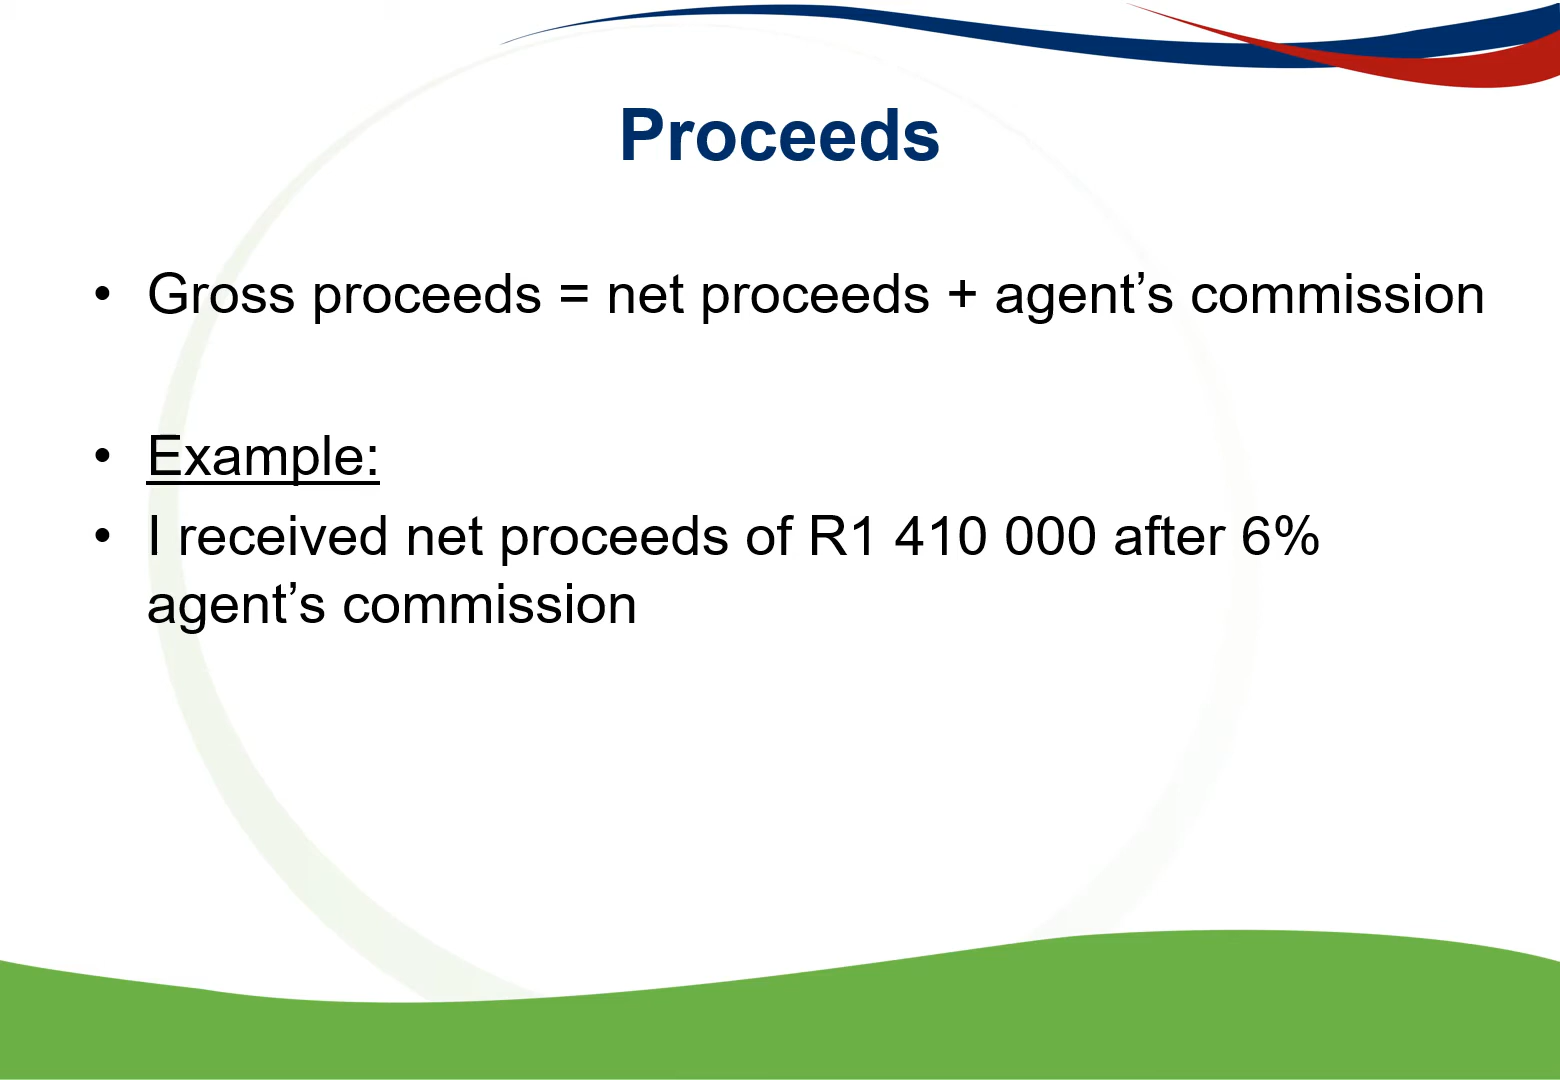 Proceeds
• Gross proceeds = net proceeds + agent’s commission
• Example:
• I received net proceeds of R1 410 000 after 6%
agent’s commission